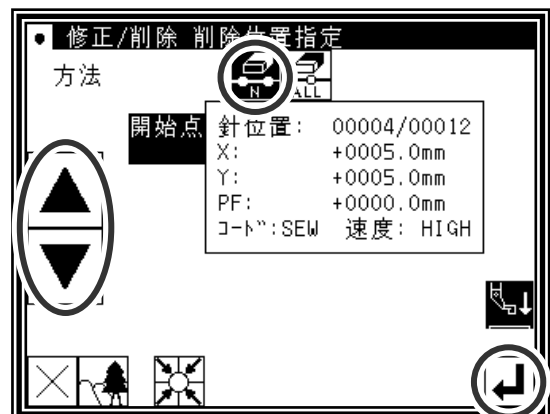 修正/削除 削除位置指定
方法
N
ALL
開始点
針位置: 00004/00012
X: +0005.0mm
Y: +0005.0mm
PF: +0000.0mm
コード:SEW 速度: HIGH